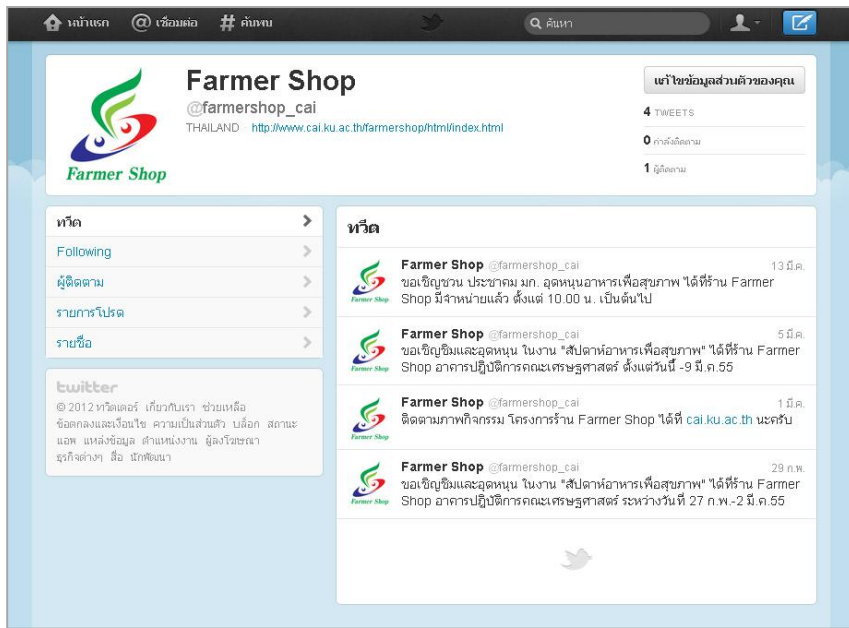 หน้าแรก @ เชื่อมต่อ # ค้นพบ ค้นหา
Farmer Shop
Farmer Shop
@farmershop_cai
THAILAND · http://www.cai.ku.ac.th/farmershop/html/index.html
แก้ไขข้อมูลส่วนตัวของคุณ
4 TWEETS
0 กำลังติดตาม
1 ผู้ติดตาม
ทวีต
Following
ผู้ติดตาม
รายการโปรด
รายชื่อ
twitter
© 2012 ทวิตเตอร์ เกี่ยวกับเรา ช่วยเหลือ
ข้อตกลงและเงื่อนไข ความเป็นส่วนตัว บล็อก สถานะ
แอพ แหล่งข้อมูล ตำแหน่งงาน ผู้ลงโฆษณา
ธุรกิจต่างๆ สื่อ นักพัฒนา
ทวีต
Farmer Shop @farmershop_cai 13 มี.ค.
ขอเชิญชวน ประชาคม มก. อุดหนุนอาหารเพื่อสุขภาพ ได้ที่ร้าน Farmer
Shop มีจำหน่ายแล้ว ตั้งแต่ 10.00 น. เป็นต้นไป
Farmer Shop
Farmer Shop @farmershop_cai 5 มี.ค.
ขอเชิญชิมและอุดหนุน ในงาน "สัปดาห์อาหารเพื่อสุขภาพ" ได้ที่ร้าน Farmer
Shop อาคารปฏิบัติการคณะเศรษฐศาสตร์ ตั้งแต่วันนี้ -9 มี.ค.55
Farmer Shop
Farmer Shop @farmershop_cai 1 มี.ค.
ติดตามภาพกิจกรรม โครงการร้าน Farmer Shop ได้ที่ cai.ku.ac.th นะครับ
Farmer Shop
Farmer Shop @farmershop_cai 29 ก.พ.
ขอเชิญชิมและอุดหนุน ในงาน "สัปดาห์อาหารเพื่อสุขภาพ" ได้ที่ร้าน Farmer
Shop อาคารปฏิบัติการคณะเศรษฐศาสตร์ ระหว่างวันที่ 27 ก.พ.-2 มี.ค.55
Farmer Shop